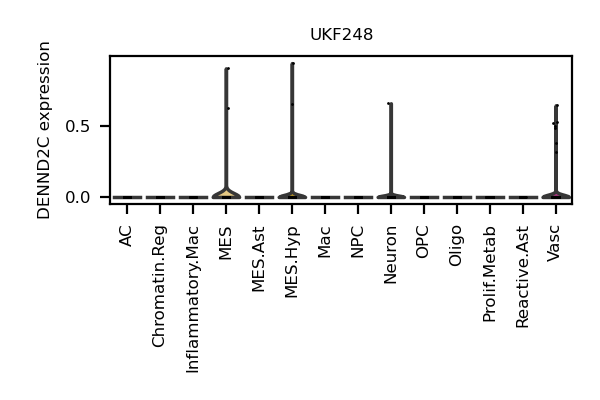 UKF248
DENND2C expression
0.5
0.0
AC
Chromatin.Reg
Inflammatory.Mac
MES
MES.Ast
MES.Hyp
Mac
NPC
Neuron
OPC
Oligo
Prolif.Metab
Reactive.Ast
Vasc